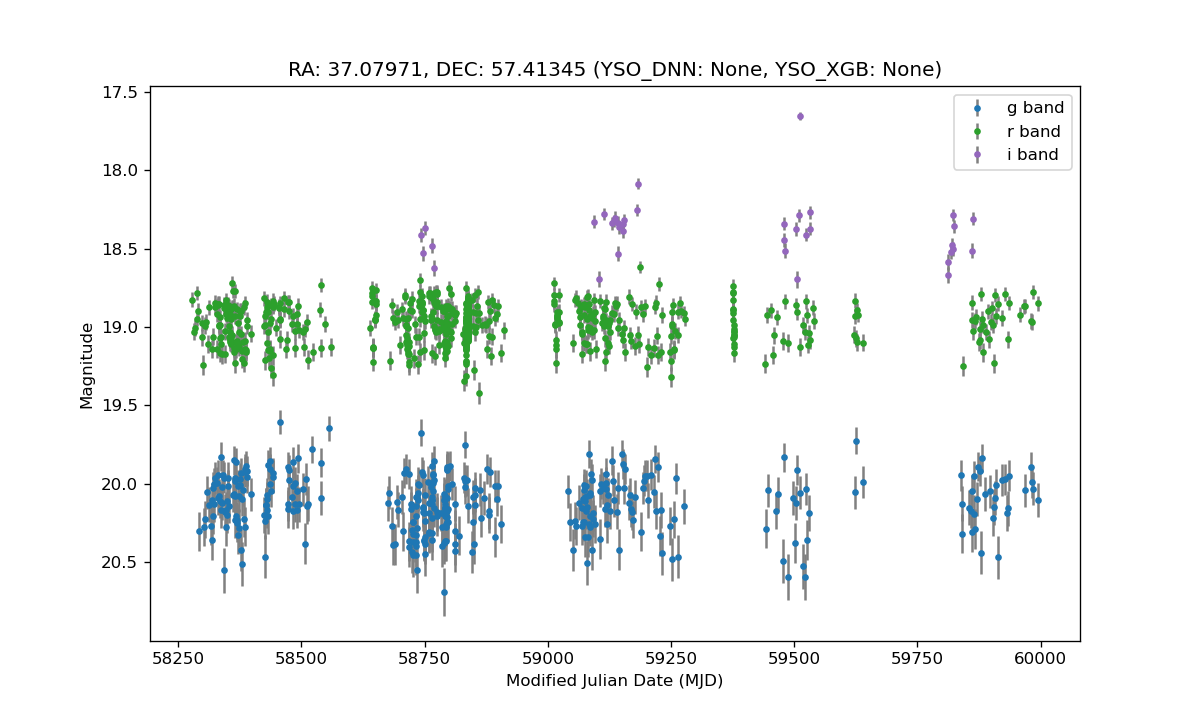 RA: 37.07971, DEC: 57.41345 (YSO_DNN: None, YSO_XGB: None)
g band
r band
i band
17.5
18.0
18.5
19.0
19.5
20.0
20.5
Magnitude
58250 58500 58750 59000 59250 59500 59750 60000
Modified Julian Date (MJD)